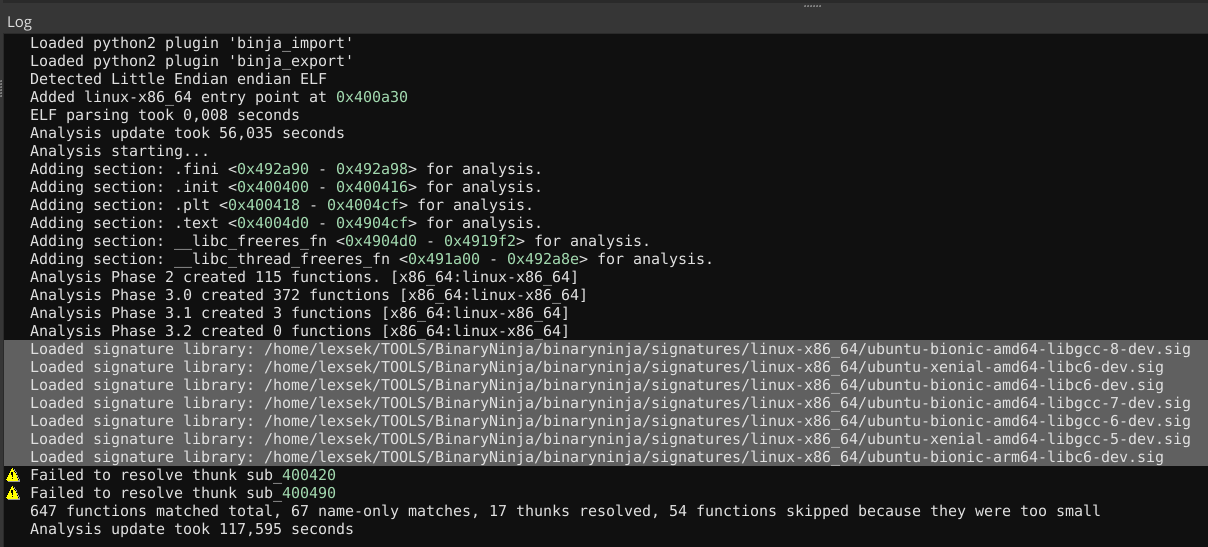 Log
Loaded python2 plugin 'binja_import'
Loaded python2 plugin 'binja_export'
Detected Little Endian endian ELF
Added linux-x86_64 entry point at 0x400a30
ELF parsing took 0,008 seconds
Analysis update took 56,035 seconds
Analysis starting...
Adding section: .fini <0x492a90 - 0x492a98> for analysis.
Adding section: .init <0x400400 - 0x400416> for analysis.
Adding section: .plt <0x400418 - 0x4004cf> for analysis.
Adding section: .text <0x4004d0 - 0x4904cf> for analysis.
Adding section: __libc_freeres_fn <0x4904d0 - 0x4919f2> for analysis.
Adding section: __libc_thread_freeres_fn <0x491a00 - 0x492a8e> for analysis.
Analysis Phase 2 created 115 functions. [x86_64:linux-x86_64]
Analysis Phase 3.0 created 372 functions [x86_64:linux-x86_64]
Analysis Phase 3.1 created 3 functions [x86_64:linux-x86_64]
Analysis Phase 3.2 created 0 functions [x86_64:linux-x86_64]
Loaded signature library: /home/lexsek/TOOLS/BinaryNinja/binaryninja/signatures/linux-x86_64/ubuntu-bionic-amd64-libgcc-8-dev.sig
Loaded signature library: /home/lexsek/TOOLS/BinaryNinja/binaryninja/signatures/linux-x86_64/ubuntu-xenial-amd64-libc6-dev.sig
Loaded signature library: /home/lexsek/TOOLS/BinaryNinja/binaryninja/signatures/linux-x86_64/ubuntu-bionic-amd64-libc6-dev.sig
Loaded signature library: /home/lexsek/TOOLS/BinaryNinja/binaryninja/signatures/linux-x86_64/ubuntu-bionic-amd64-libgcc-7-dev.sig
Loaded signature library: /home/lexsek/TOOLS/BinaryNinja/binaryninja/signatures/linux-x86_64/ubuntu-bionic-amd64-libgcc-6-dev.sig
Loaded signature library: /home/lexsek/TOOLS/BinaryNinja/binaryninja/signatures/linux-x86_64/ubuntu-xenial-amd64-libgcc-5-dev.sig
Loaded signature library: /home/lexsek/TOOLS/BinaryNinja/binaryninja/signatures/linux-x86_64/ubuntu-bionic-arm64-libc6-dev.sig
Failed to resolve thunk sub_400420
Failed to resolve thunk sub_400490
647 functions matched total, 67 name-only matches, 17 thunks resolved, 54 functions skipped because they were too small
Analysis update took 117,595 seconds